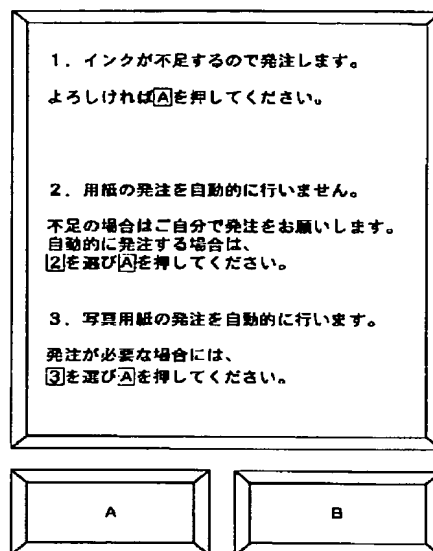 1．インクが不足するので発注します。
よろしければAを押してください。
2．用紙の発注を自動的に行いません。
不足の場合はご自分で発注をお願いします。
自動的に発注する場合は、
2を選びAを押してください。
3．写真用紙の発注を自動的に行います。
発注が必要な場合には、
3を選びAを押してください。
A
B